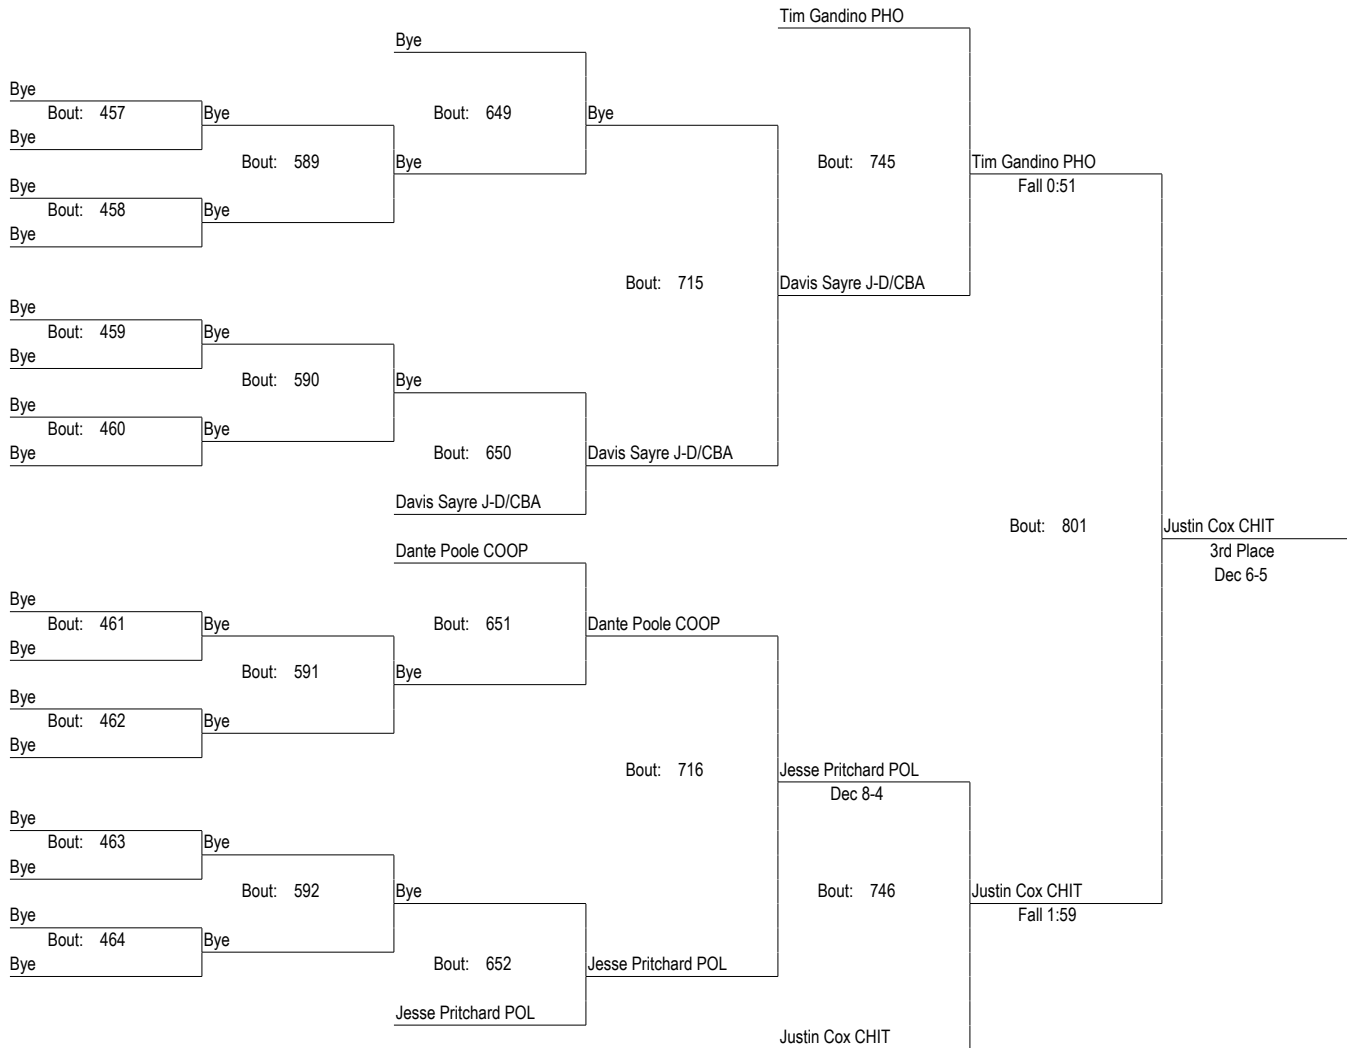 Tim Gandino PHO
Bye
Bye
Bout: 457 Bye Bout: 649 Bye
Bye
Bout: 589 Bye Bout: 745 Tim Gandino PHO
Bye Fall 0:51
Bout: 458 Bye
Bye
Bout: 715 Davis Sayre J-D/CBA
Bye
Bout: 459 Bye
Bye
Bout: 590 Bye
Bye
Bout: 460 Bye
Bye Bout: 650 Davis Sayre J-D/CBA
Davis Sayre J-D/CBA
Bout: 801 Justin Cox CHIT
Dante Poole COOP 3rd Place
Dec 6-5
Bye
Bout: 461 Bye Bout: 651 Dante Poole COOP
Bye
Bout: 591 Bye
Bye
Bout: 462 Bye
Bye
Bout: 716 Jesse Pritchard POL
Dec 8-4
Bye
Bout: 463 Bye
Bye
Bout: 592 Bye Bout: 746 Justin Cox CHIT
Bye Fall 1:59
Bout: 464 Bye
Bye Bout: 652 Jesse Pritchard POL
Jesse Pritchard POL
Justin Cox CHIT